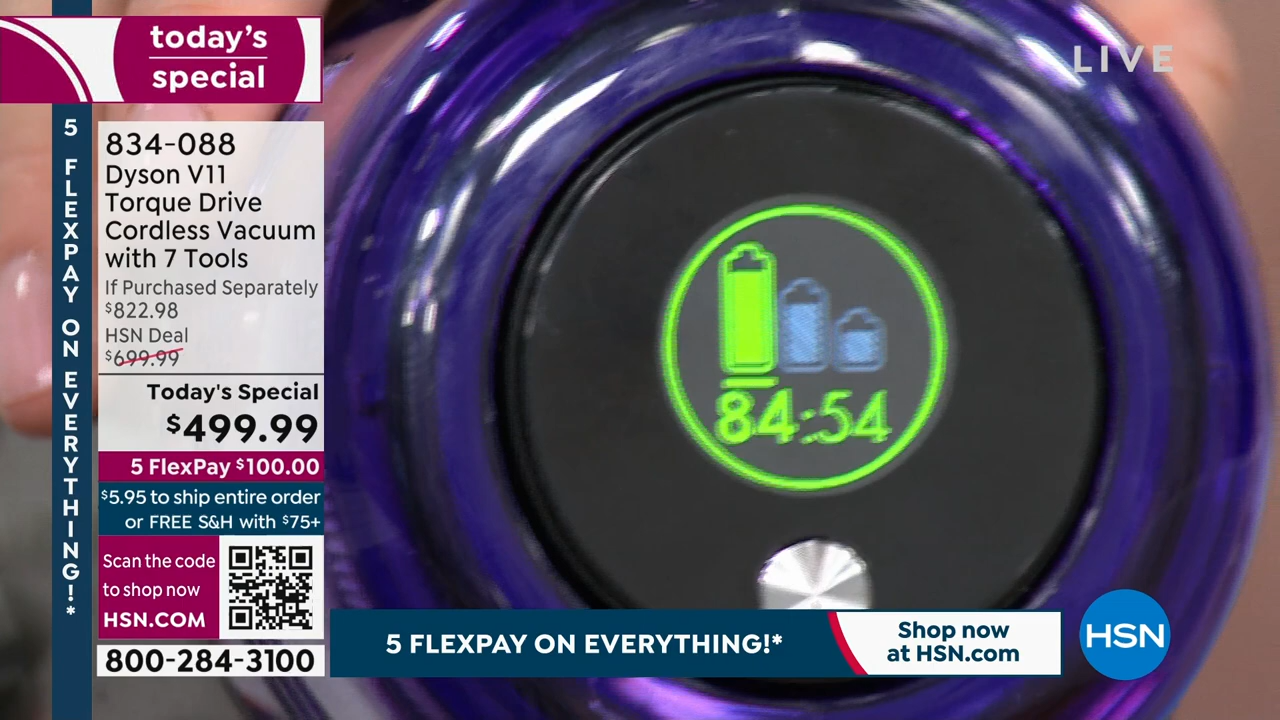 today's
special
5 FLEXPAY ON EVERYTHING!*
834-088
Dyson V11
Torque Drive
Cordless Vacuum
with 7 Tools
If Purchased Separately
$822.98
HSN Deal
$699.99
Today's Special
$499.99
5 FlexPay $100.00
$5.95 to ship entire order
or FREE S&H with $75+
Scan the code
to shop now
HSN.COM
800-284-3100
LIVE
84:54
5 FLEXPAY ON EVERYTHING!*
Shop now
at HSN.com
HSN